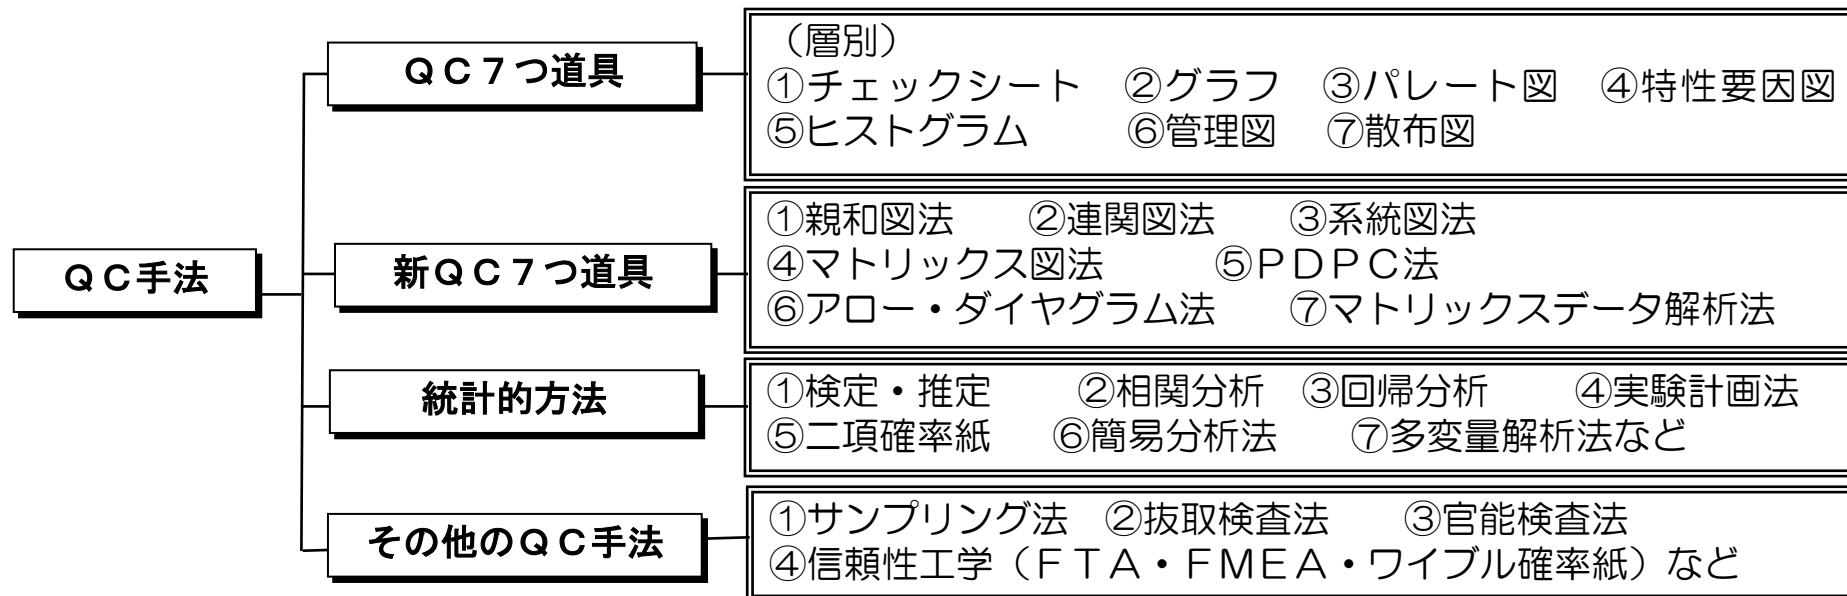 QC手法
QC7つ道具
(層別)
①チェックシート ②グラフ ③パレート図 ④特性要因図
⑤ヒストグラム ⑥管理図 ⑦散布図
新QC7つ道具
①親和図法 ②連関図法 ③系統図法
④マトリックス図法 ⑤PDPC法
⑥アロー・ダイヤグラム法 ⑦マトリックスデータ解析法
統計的方法
①検定・推定 ②相関分析 ③回帰分析 ④実験計画法
⑤二項確率紙 ⑥簡易分析法 ⑦多変量解析法など
その他のQC手法
①サンプリング法 ②抜取検査法 ③官能検査法
④信頼性工学(FTA・FMEA・ワイブル確率紙)など